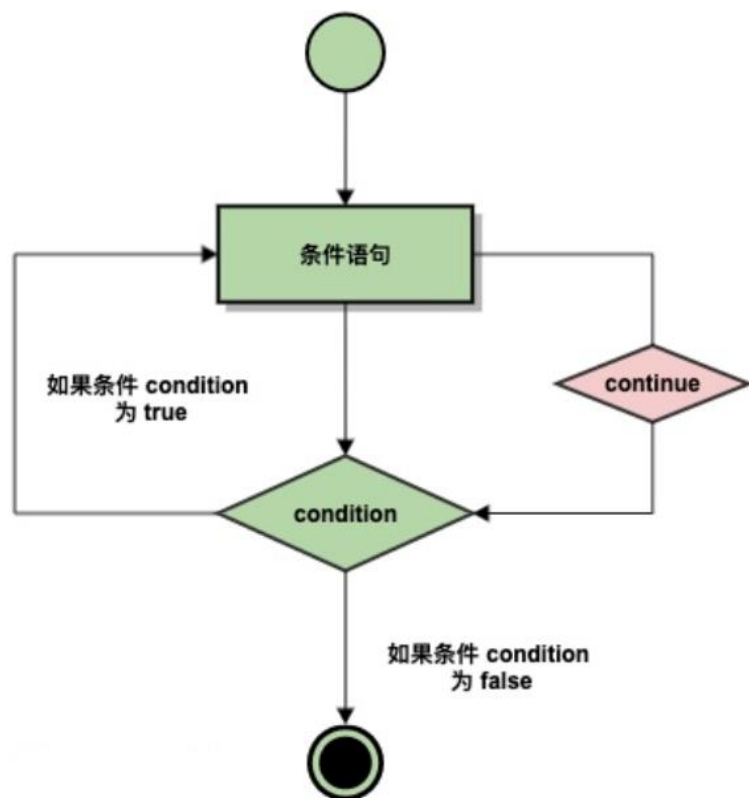 条件语句
如果条件 condition
为 true
continue
condition
如果条件 condition
为 false